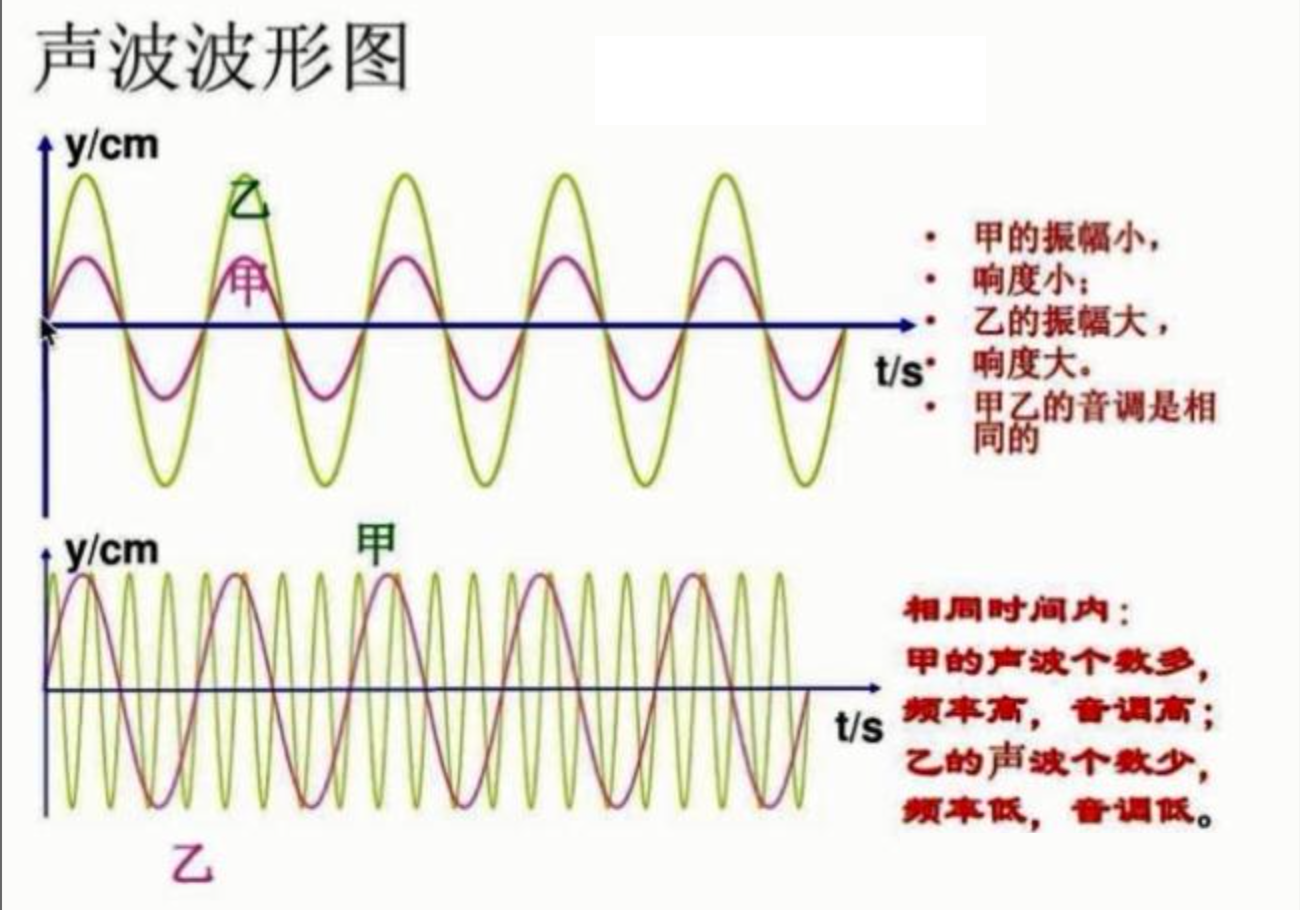 声波波形图
y/cm
乙
甲
t/s
• 甲的振幅小，
• 响度小；
• 乙的振幅大，
• 响度大。
• 甲乙的音调是相
同的
y/cm
甲
t/s
乙
相同时间内：
甲的声波个数多，
频率高，音调高；
乙的声波个数少，
频率低，音调低。